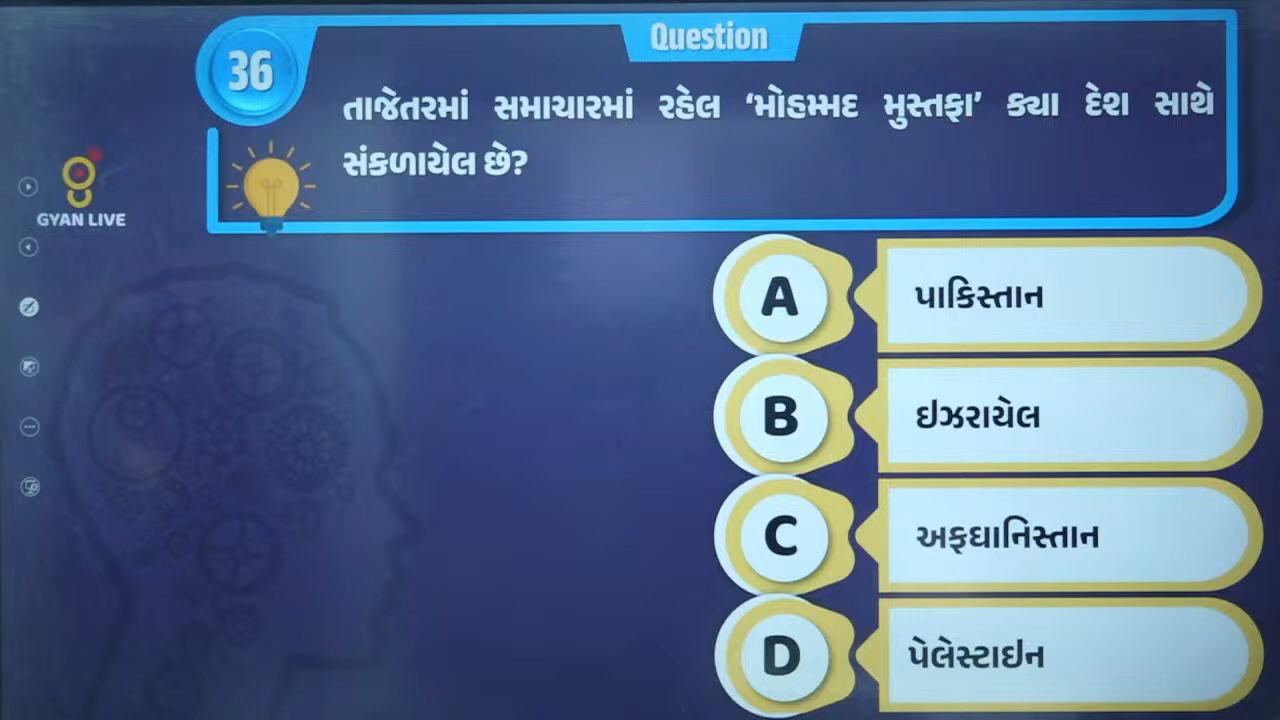 Question
36
તાજેતરમાં સમાચારમાં રહેલ ‘મોહમ્મદ મુસ્તફા’ ક્યા દેશ સાથે
સંકળાયેલ છે?
GYAN LIVE
A
પાકિસ્તાન
B
ઇઝરાયેલ
C
અફઘાનિસ્તાન
D
પેલેસ્ટાઇન